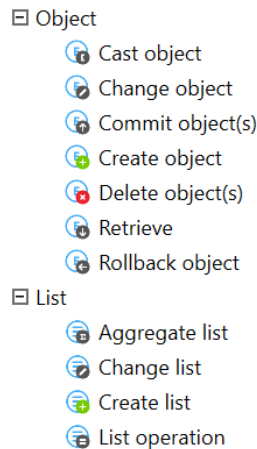 Object
Cast object
Change object
Commit object(s)
Create object
Delete object(s)
Retrieve
Rollback object
List
Aggregate list
Change list
Create list
List operation